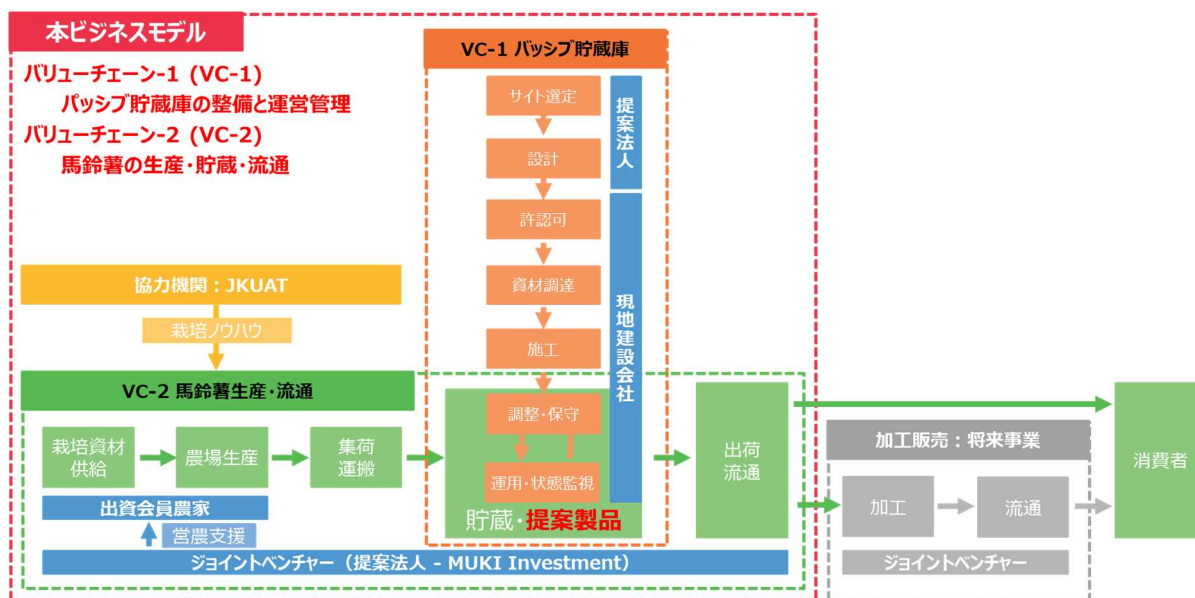 本ビジネスモデル
バリューチェーン-1 (VC-1)
パッシブ貯蔵庫の整備と運営管理
バリューチェーン-2 (VC-2)
馬鈴薯の生産・貯蔵・流通
VC-1 パッシブ貯蔵庫
サイト選定
設計
許認可
資材調達
施工
調整・保守
運用・状態監視
提案法人
現地建設会社
協力機関：JKUAT
栽培ノウハウ
VC-2 馬鈴薯生産・流通
栽培資材
供給
農場生産
集荷
運搬
貯蔵・提案製品
出荷
流通
出資会員農家
営農支援
ジョイントベンチャー（提案法人 - MUKI Investment）
加工販売：将来事業
加工
流通
ジョイントベンチャー
消費者